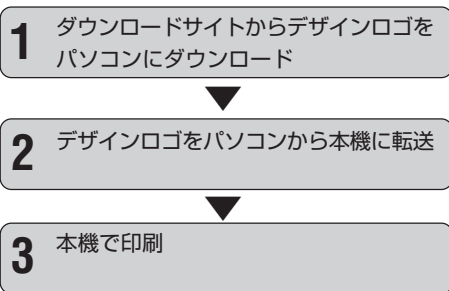 1 ダウンロードサイトからデザインロゴを
パソコンにダウンロード
2 デザインロゴをパソコンから本機に転送
3 本機で印刷